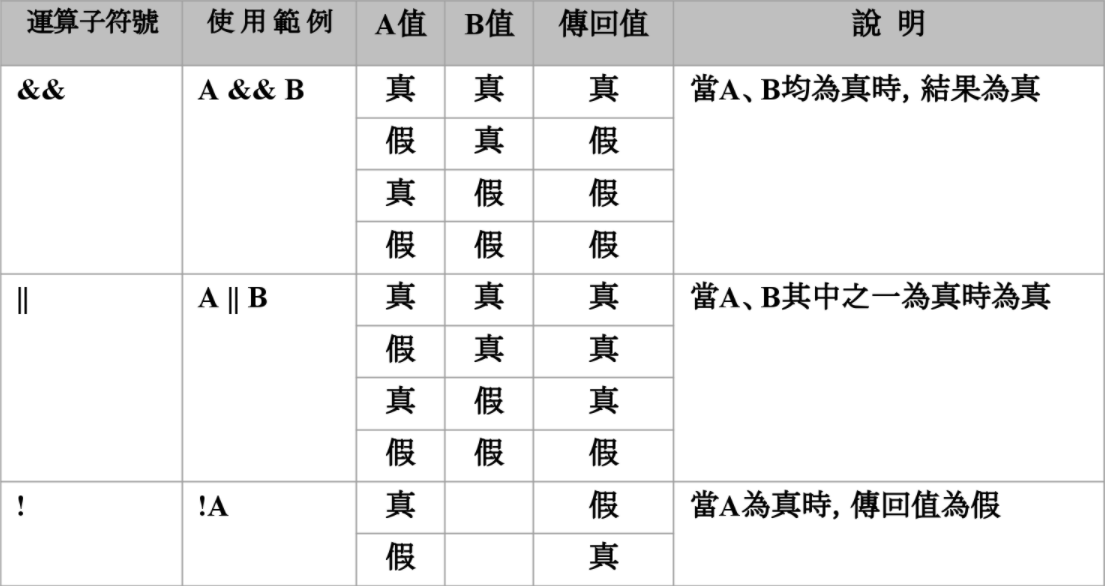 運算子符號 使用範例 A值 B值 傳回值 說 明
&& A && B 真 真 真 當A、B均為真時, 結果為真
假 真 假
真 假 假
假 假 假
|| A || B 真 真 真 當A、B其中之一為真時為真
假 真 真
真 假 真
假 假 假
! !A 真 假 當A為真時, 傳回值為假
假 真